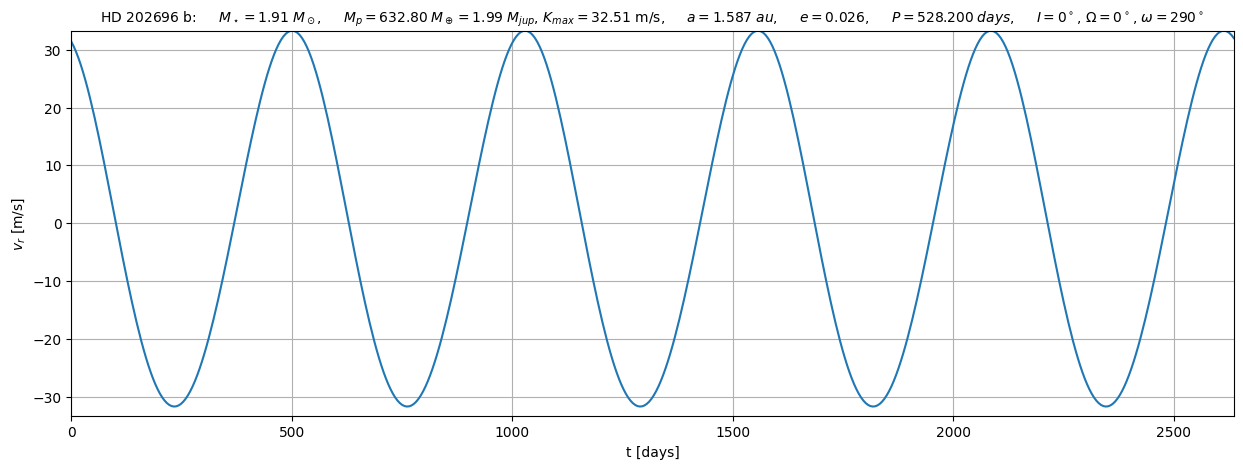 HD 202696 b: M⋆ = 1.91 M⊙, Mp = 632.80 M⊕ = 1.99 Mjup, Kmax = 32.51 m/s, a = 1.587 au, e = 0.026, P = 528.200 days, I = 0°, Ω = 0°, ω = 290°
30
20
10
0
−10
−20
−30
vr [m/s]
0 500 1000 1500 2000 2500
t [days]